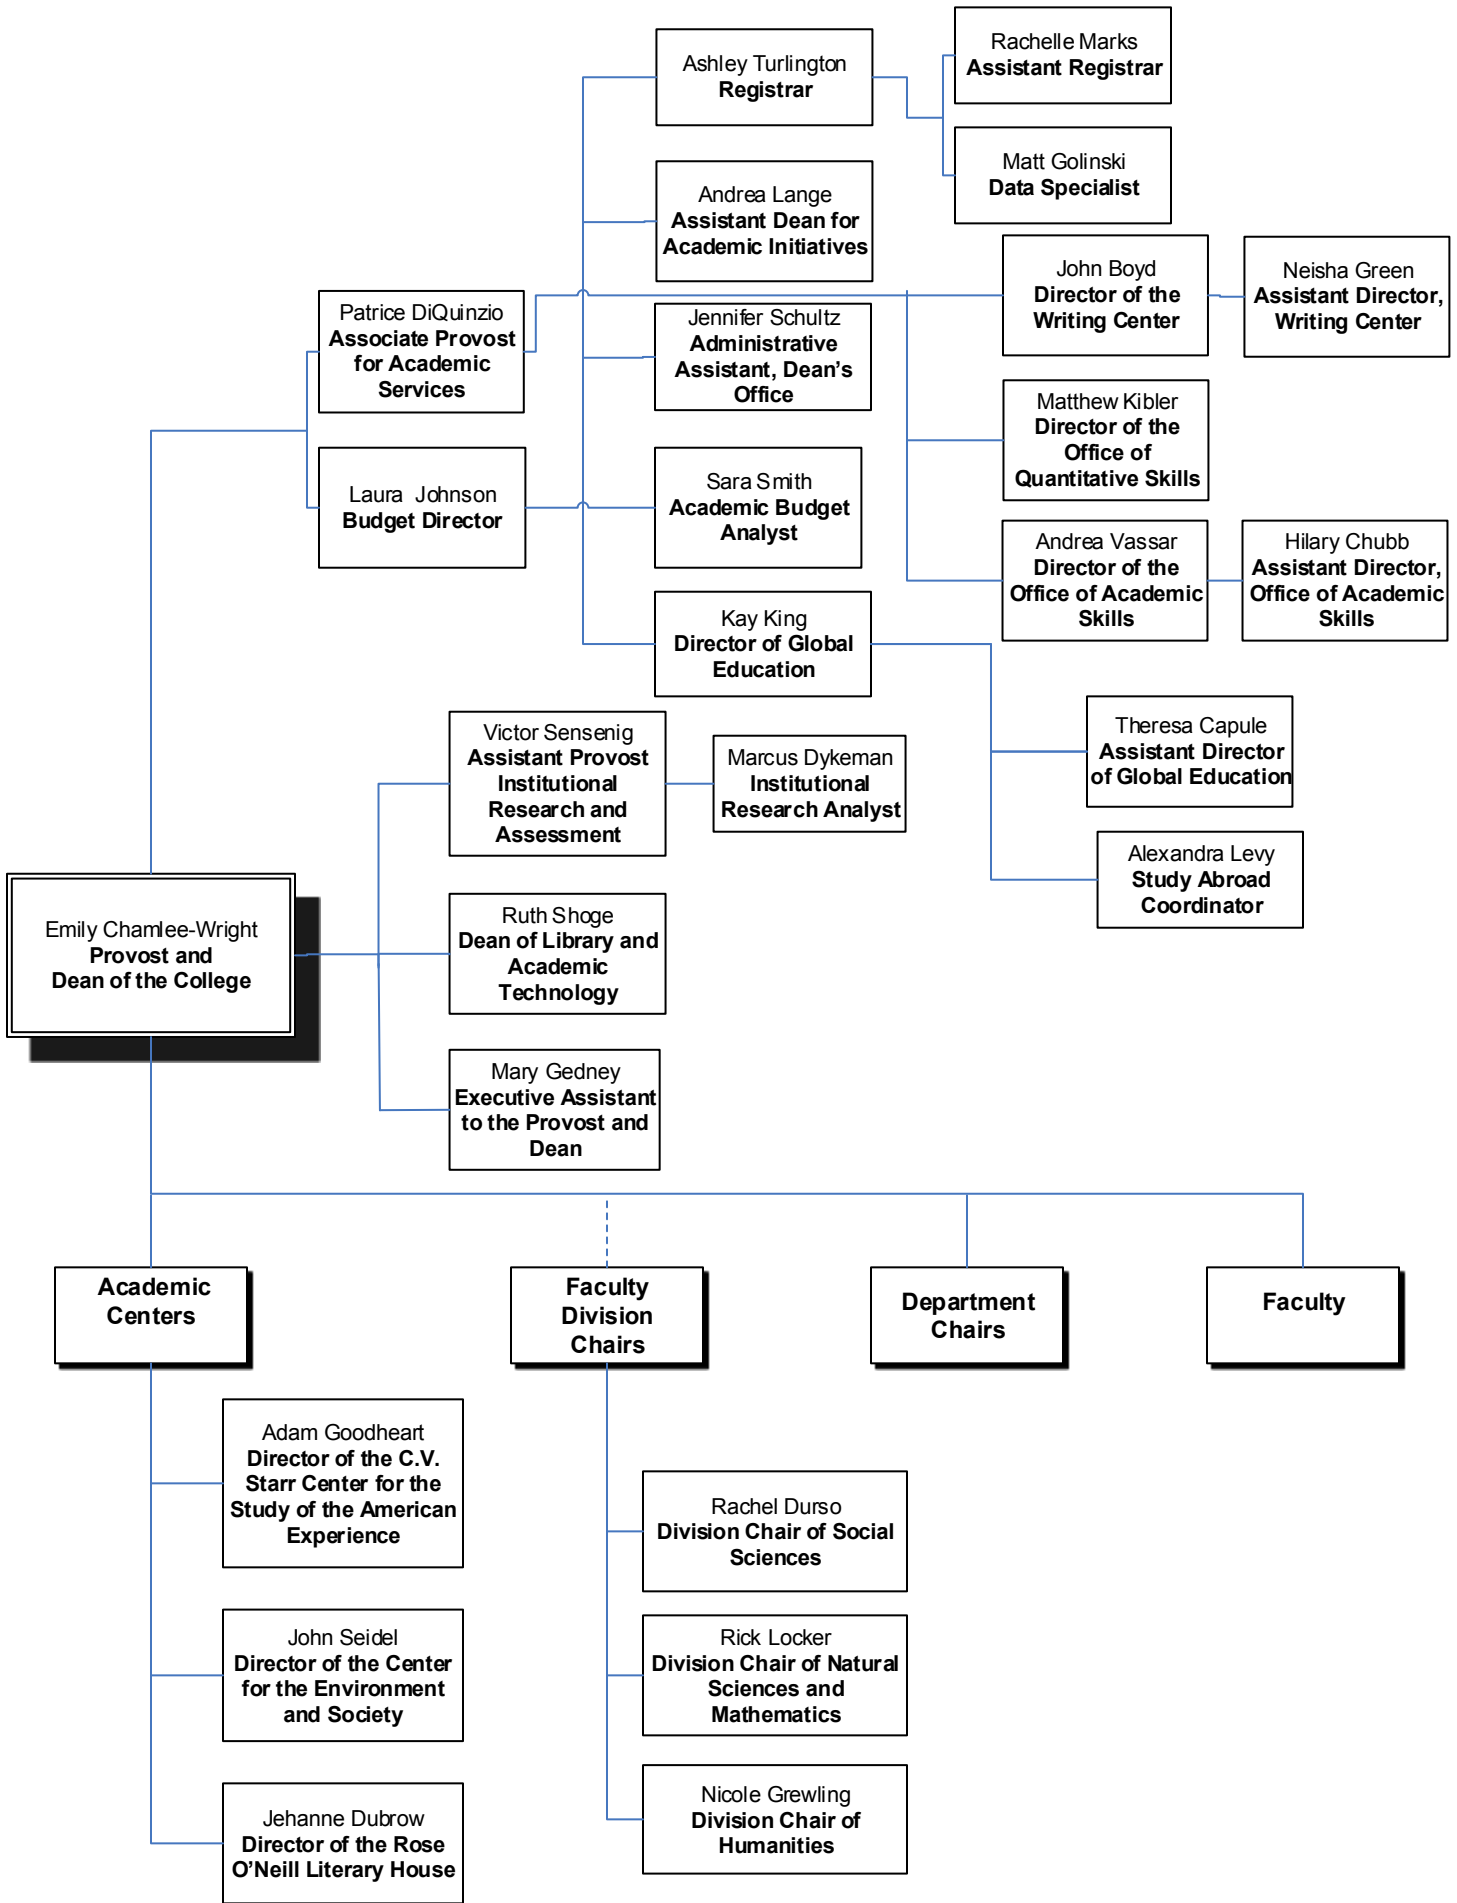 Ashley Turlington
Registrar
Rachelle Marks
Assistant Registrar
Matt Golinski
Data Specialist
Andrea Lange
Assistant Dean for
Academic Initiatives
John Boyd
Director of the
Writing Center
Neisha Green
Assistant Director,
Writing Center
Patrice DiQuinzio
Associate Provost
for Academic
Services
Jennifer Schultz
Administrative
Assistant, Dean's
Office
Matthew Kibler
Director of the
Office of
Quantitative Skills
Laura Johnson
Budget Director
Sara Smith
Academic Budget
Analyst
Andrea Vassar
Director of the
Office of Academic
Skills
Hilary Chubb
Assistant Director,
Office of Academic
Skills
Kay King
Director of Global
Education
Theresa Capule
Assistant Director
of Global Education
Alexandra Levy
Study Abroad
Coordinator
Victor Sensenig
Assistant Provost
Institutional
Research and
Assessment
Marcus Dykeman
Institutional
Research Analyst
Emily Chamlee-Wright
Provost and
Dean of the College
Ruth Shoge
Dean of Library and
Academic
Technology
Mary Gedney
Executive Assistant
to the Provost and
Dean
Academic
Centers
Faculty
Division
Chairs
Department
Chairs
Faculty
Adam Goodheart
Director of the C.V.
Starr Center for the
Study of the American
Experience
John Seidel
Director of the Center
for the Environment
and Society
Jehanne Dubrow
Director of the Rose
O'Neill Literary House
Rachel Durso
Division Chair of Social
Sciences
Rick Locker
Division Chair of Natural
Sciences and
Mathematics
Nicole Grewling
Division Chair of
Humanities